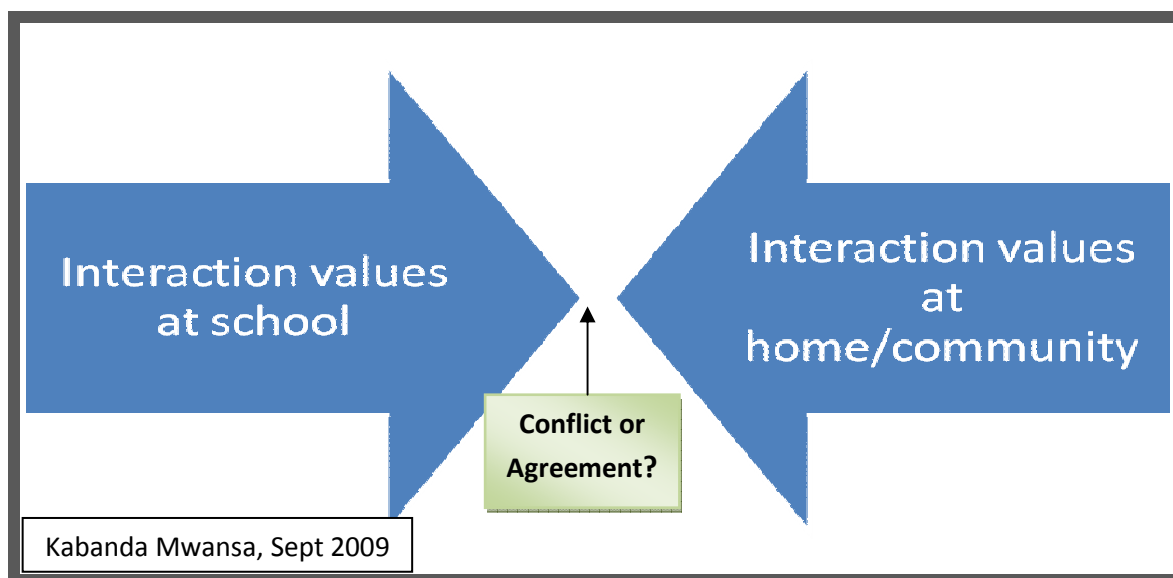 Interaction values
at school
Interaction values
at
home/community
Conflict or
Agreement?
Kabanda Mwansa, Sept 2009